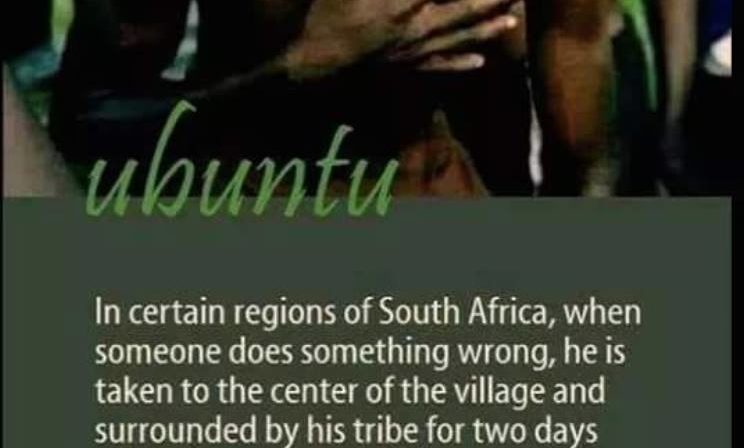 ubuntu
In certain regions of South Africa, when
someone does something wrong, he is
taken to the center of the village and
surrounded by his tribe for two days